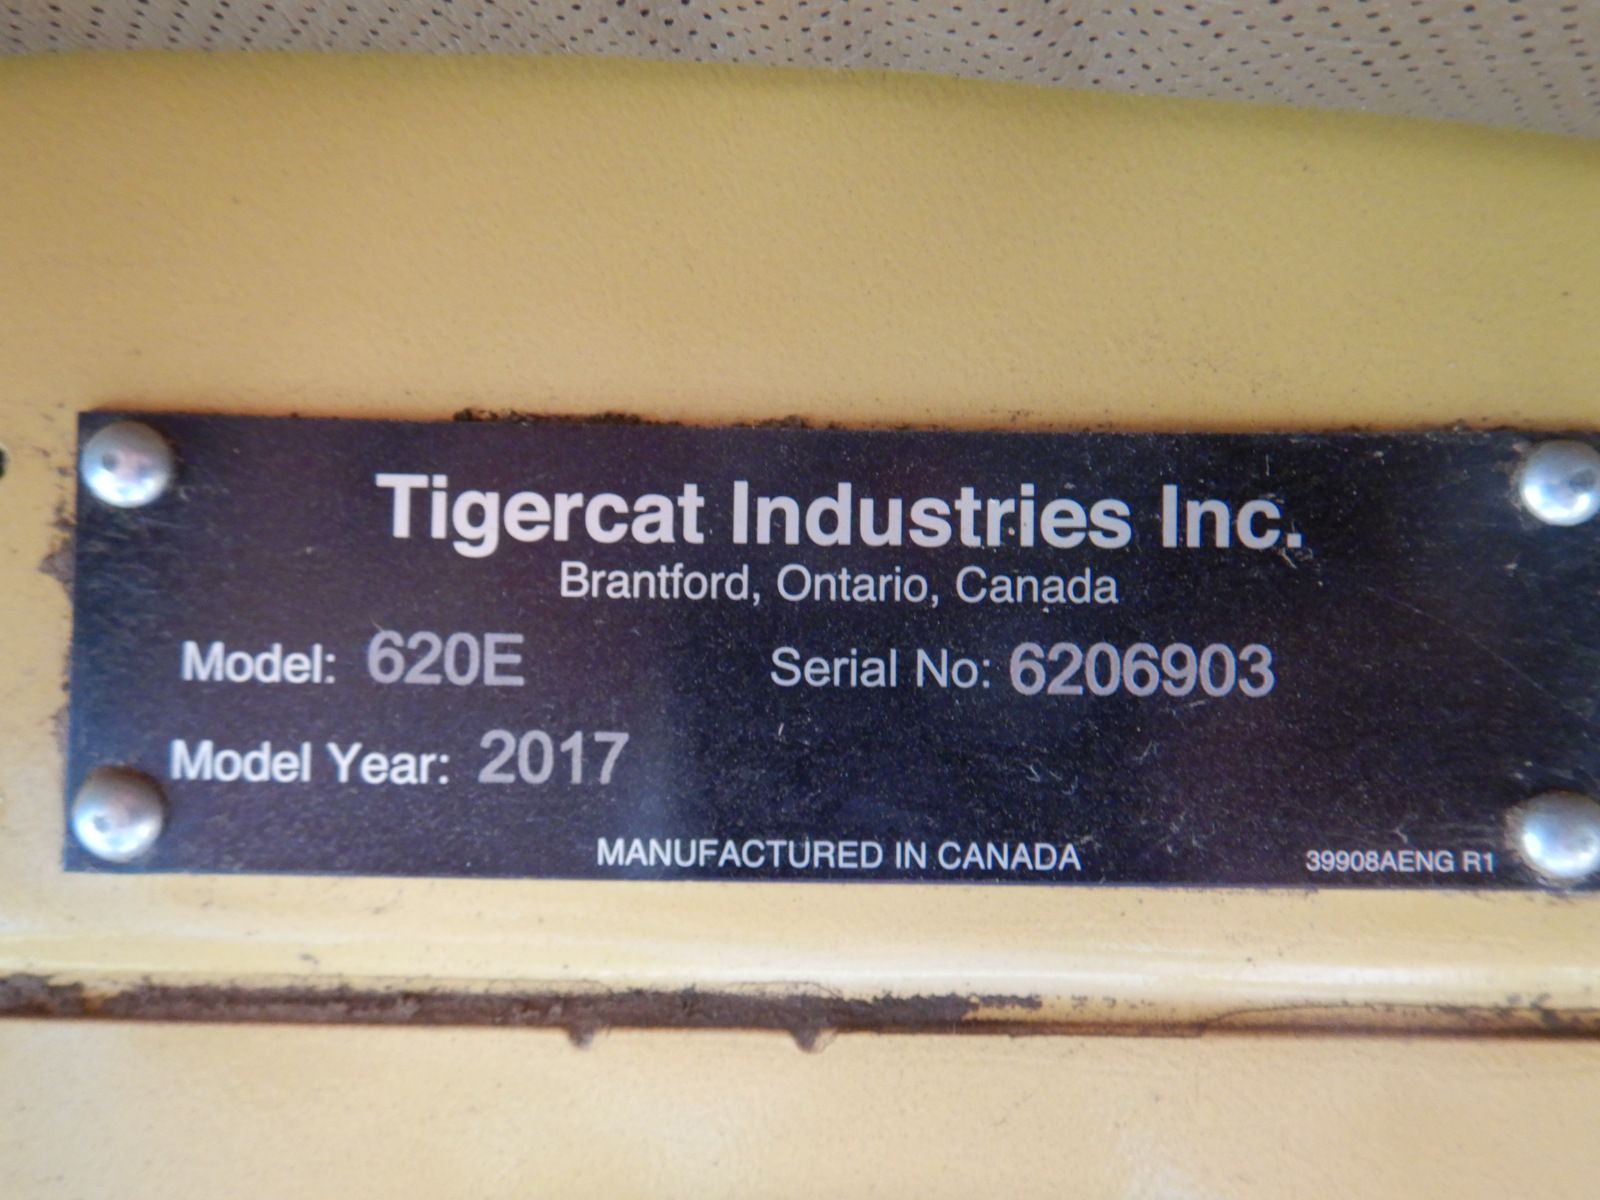 Tigercat Industries Inc.
Brantford, Ontario, Canada
Model: 620E Serial No: 6206903
Model Year: 2017
MANUFACTURED IN CANADA 39908AENG R1